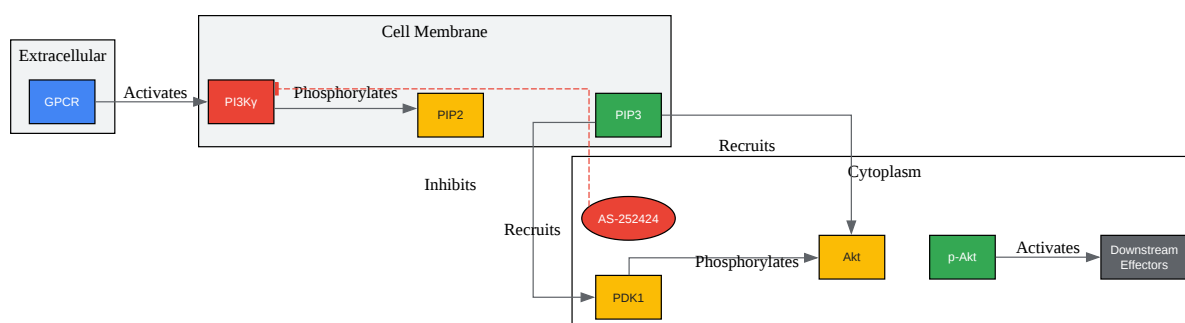 Cell Membrane
Extracellular
GPCR
Activates
PI3Kγ
Phosphorylates
PIP2
PIP3
Recruits
Cytoplasm
Inhibits
AS-252424
Recruits
Phosphorylates
Akt
p-Akt
Activates
Downstream
Effectors
PDK1